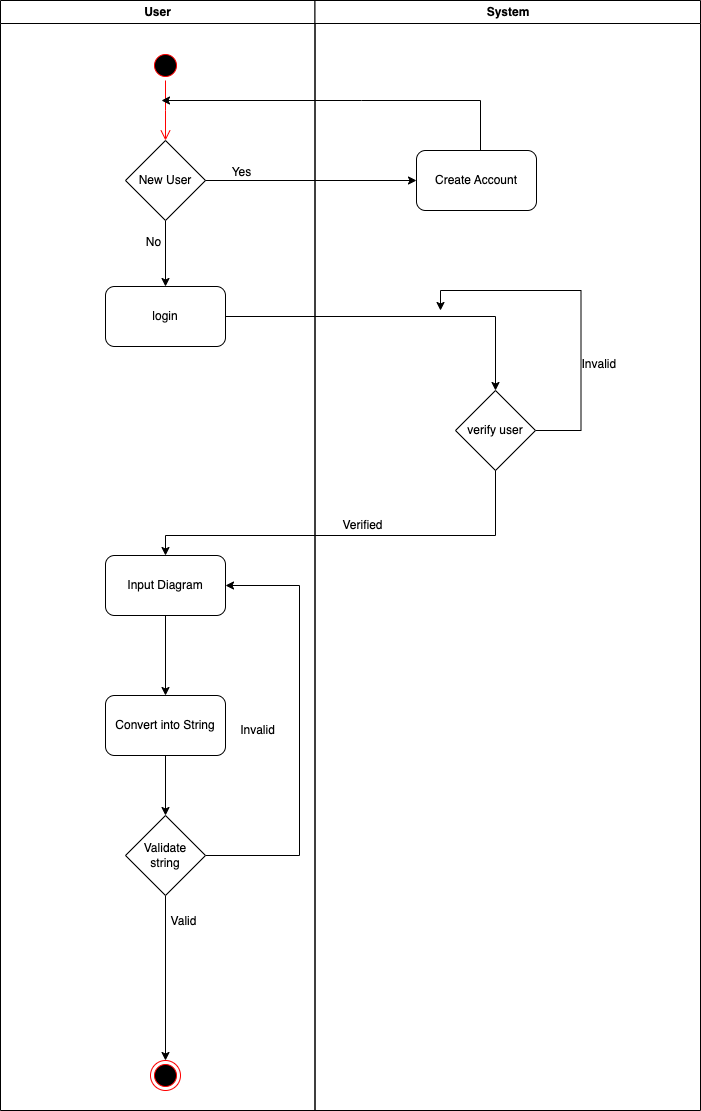 User
System
New User
Yes
Create Account
No
login
Invalid
verify user
Verified
Input Diagram
Convert into String
Invalid
Validate
string
Valid